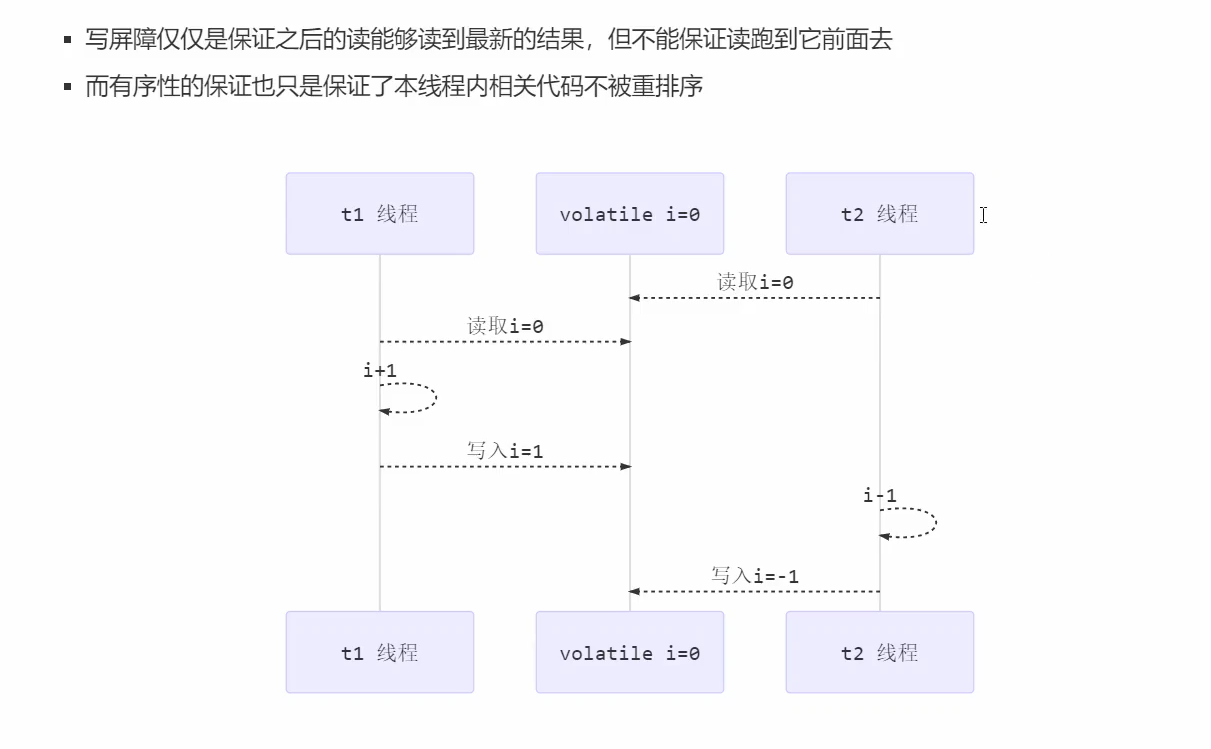 写屏障仅仅是保证之后的读能够读到最新的结果，但不能保证读跑到它前面去
而有序性的保证也只是保证了本线程内相关代码不被重排序
t1 线程
volatile i=0
t2 线程
读取i=0
读取i=0
i+1
写入i=1
i-1
写入i=-1
t1 线程
volatile i=0
t2 线程